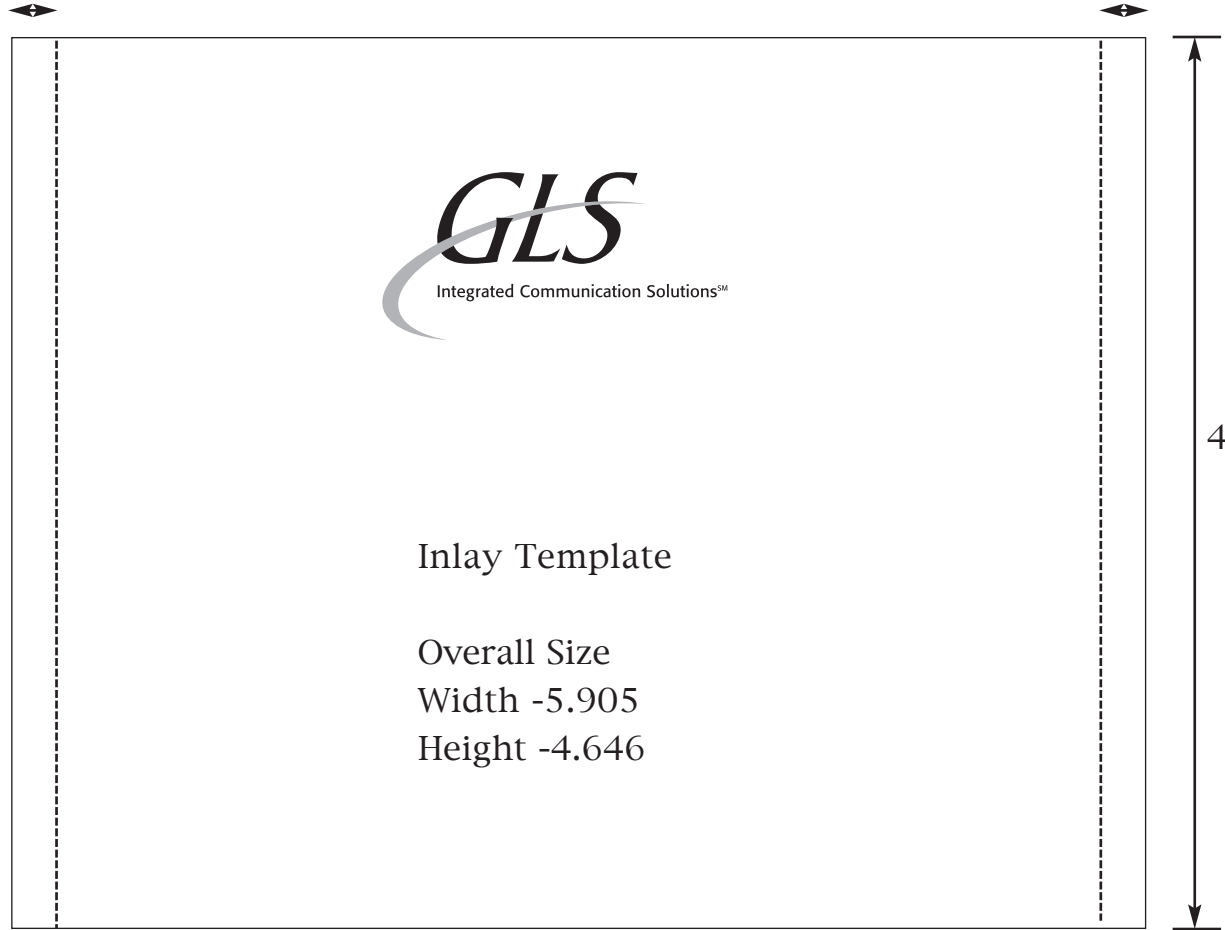 GLS
Integrated Communication Solutions℠
4
Inlay Template
Overall Size
Width -5.905
Height -4.646